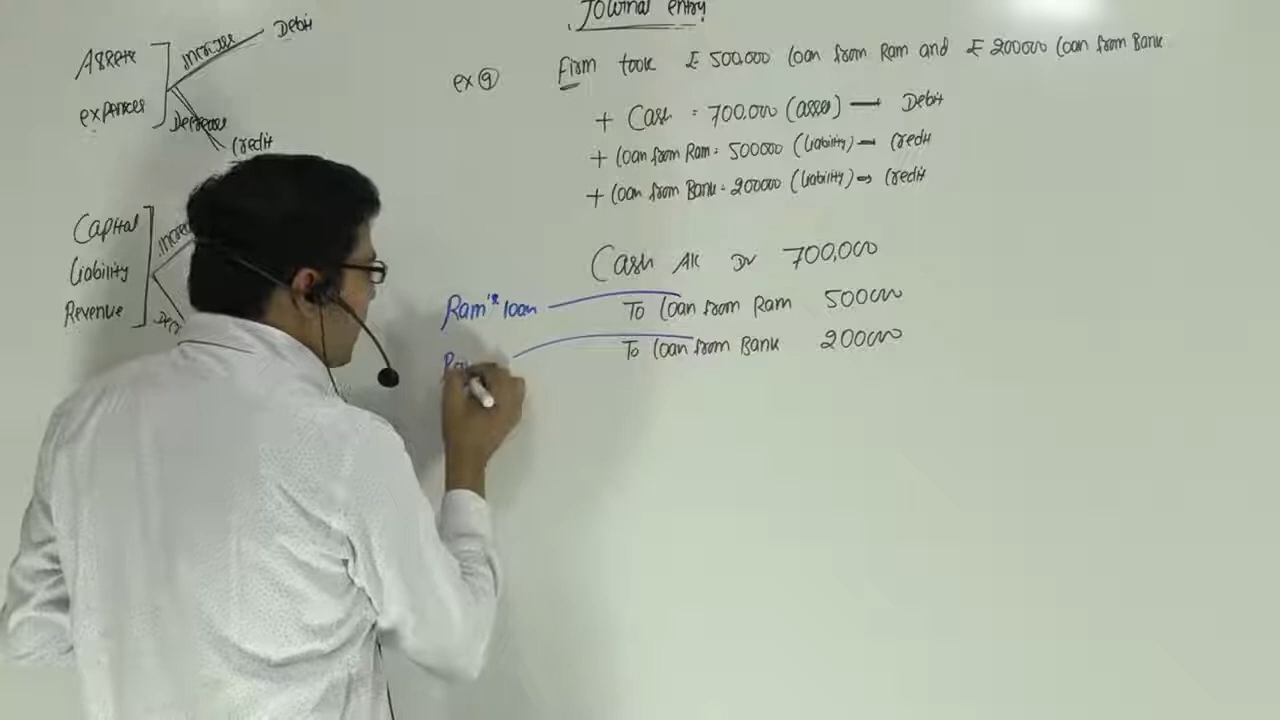 Journal entry
Assets
expenses
increase
Debit
Decrease
Credit
Capital
Liability
Revenue
ex 9
Firm took £ 500,000 loan from Ram and £ 200000 loan from Bank
+ Cash = 700,000 (asset) — Debit
+ loan from Ram = 500000 (liability) — Credit
+ loan from Bank = 200000 (liability) → Credit
Cash A/c Dr 700,000
Ram's loan — To loan from Ram 500000
To loan from Bank 200000